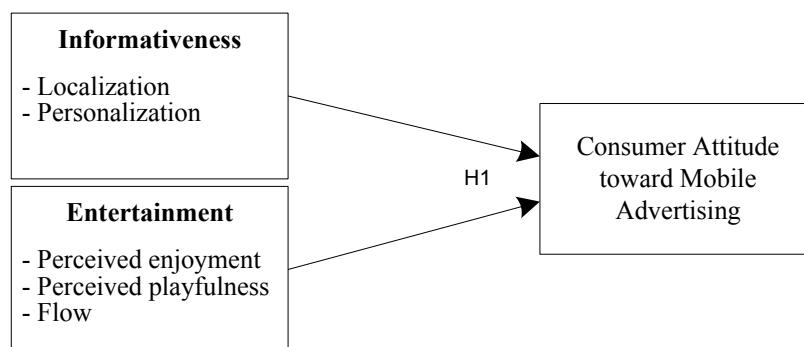 Informativeness
- Localization
- Personalization
H1
Entertainment
- Perceived enjoyment
- Perceived playfulness
- Flow
Consumer Attitude
toward Mobile
Advertising